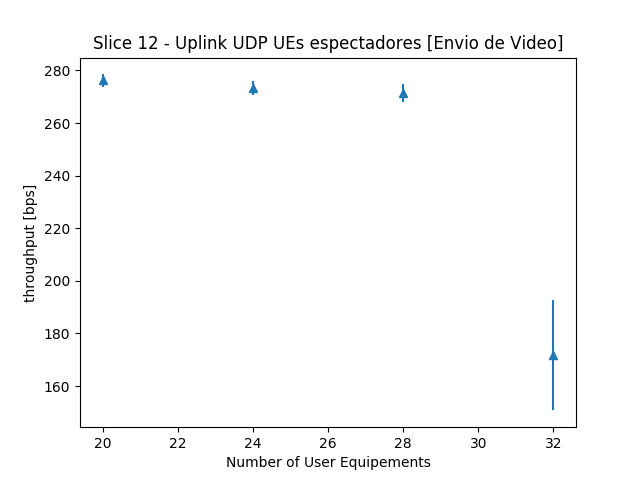 Slice 12 - Uplink UDP UEs espectadores [Envio de Video]
280
260
240
220
200
180
160
throughput [bps]
20 22 24 26 28 30 32
Number of User Equipements